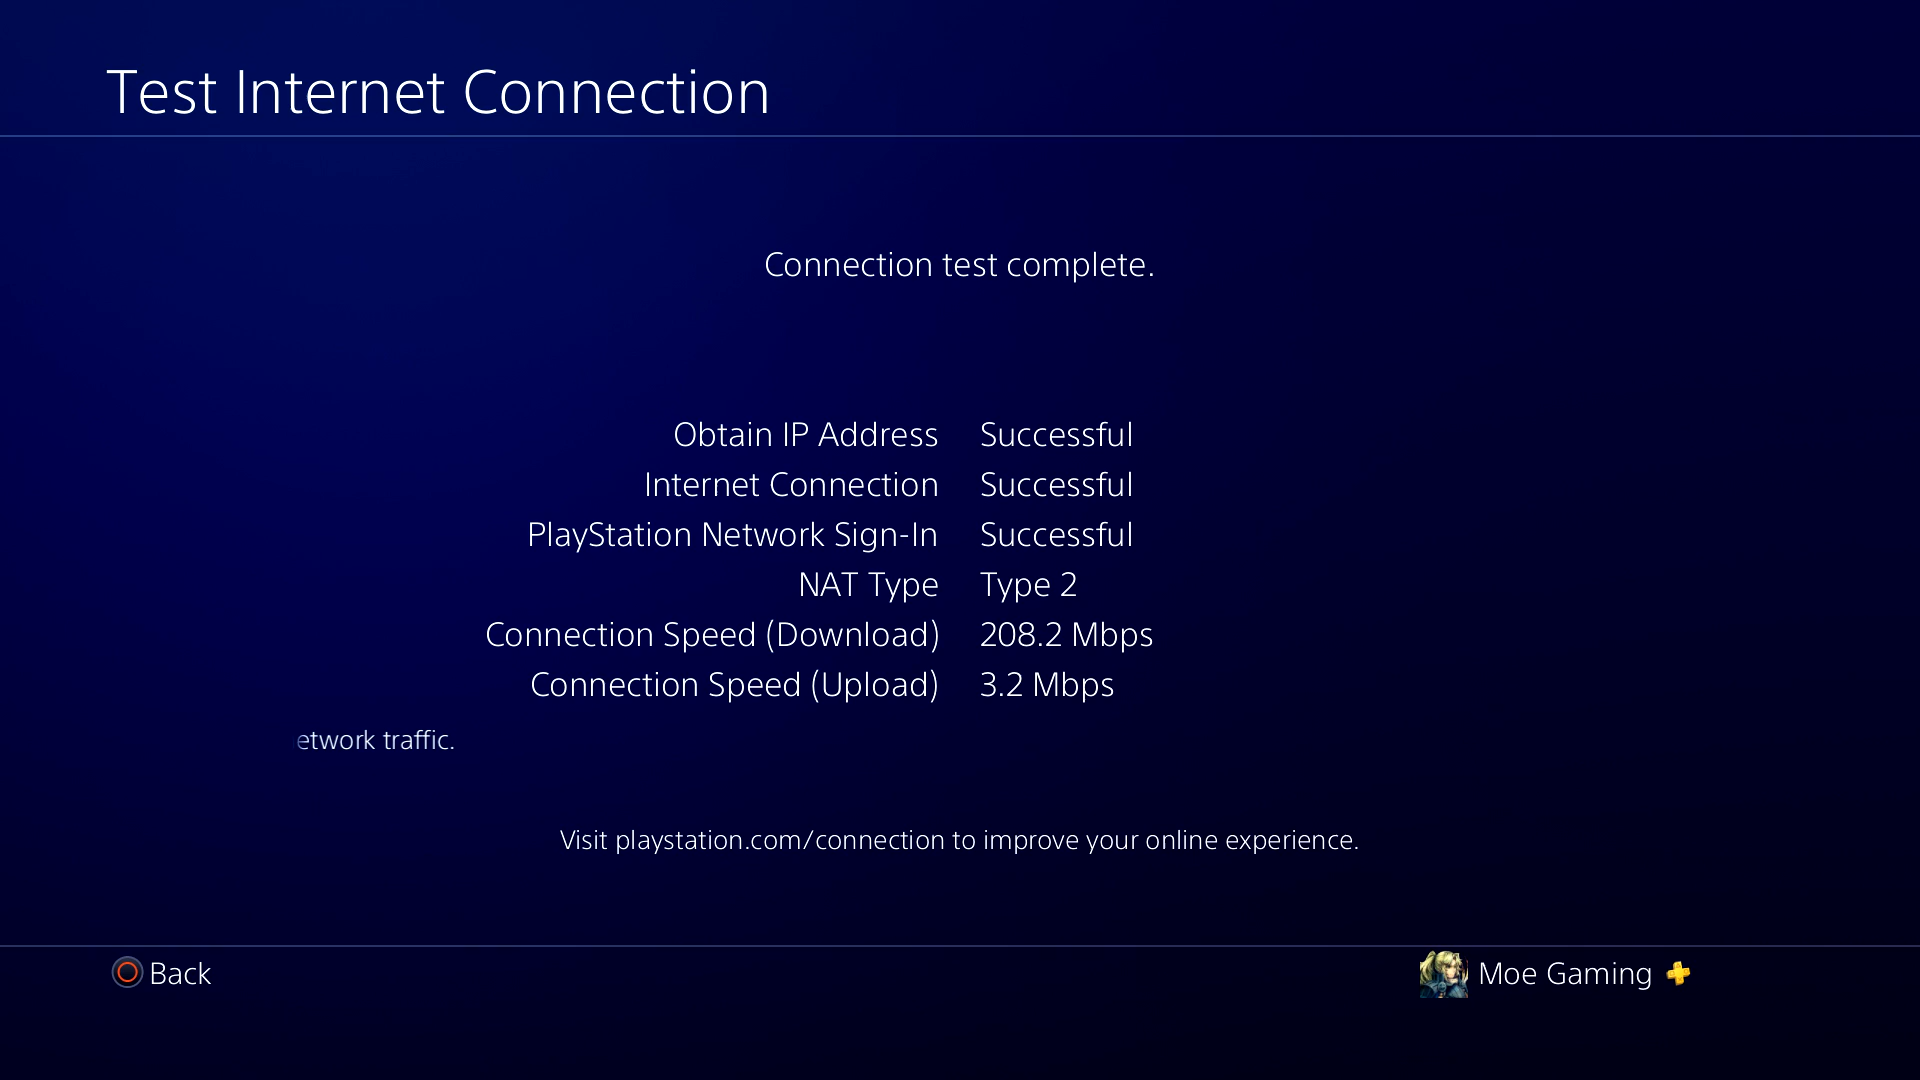 Test Internet Connection
Connection test complete.
Obtain IP Address Successful
Internet Connection Successful
PlayStation Network Sign-In Successful
NAT Type Type 2
Connection Speed (Download) 208.2 Mbps
Connection Speed (Upload) 3.2 Mbps
etwork traffic.
Visit playstation.com/connection to improve your online experience.
Back Moe Gaming